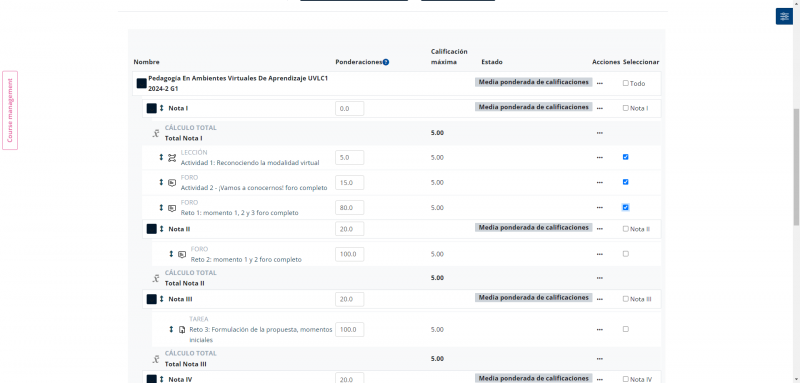 Course management
Nombre Ponderaciones Calificación máxima Estado Acciones Seleccionar
Pedagogia En Ambientes Virtuales De Aprendizaje UVLC1
2024-2 G1
Media ponderada de calificaciones Todo
Nota I 0.0 Media ponderada de calificaciones Nota I
CÁLCULO TOTAL
Total Nota I 5.00
LECCIÓN
Actividad 1: Reconociendo la modalidad virtual 5.0 5.00
FORO
Actividad 2 - ¡Vamos a conocernos! foro completo 15.0 5.00
FORO
Reto 1: momento 1, 2 y 3 foro completo 80.0 5.00
Nota II 20.0 Media ponderada de calificaciones Nota II
FORO
Reto 2: momento 1 y 2 foro completo 100.0 5.00
CÁLCULO TOTAL
Total Nota II 5.00
Nota III 20.0 Media ponderada de calificaciones Nota III
TAREA
Reto 3: Formulación de la propuesta, momentos
iniciales 100.0 5.00
CÁLCULO TOTAL
Total Nota III 5.00
Nota IV 20.0 Media ponderada de calificaciones Nota IV